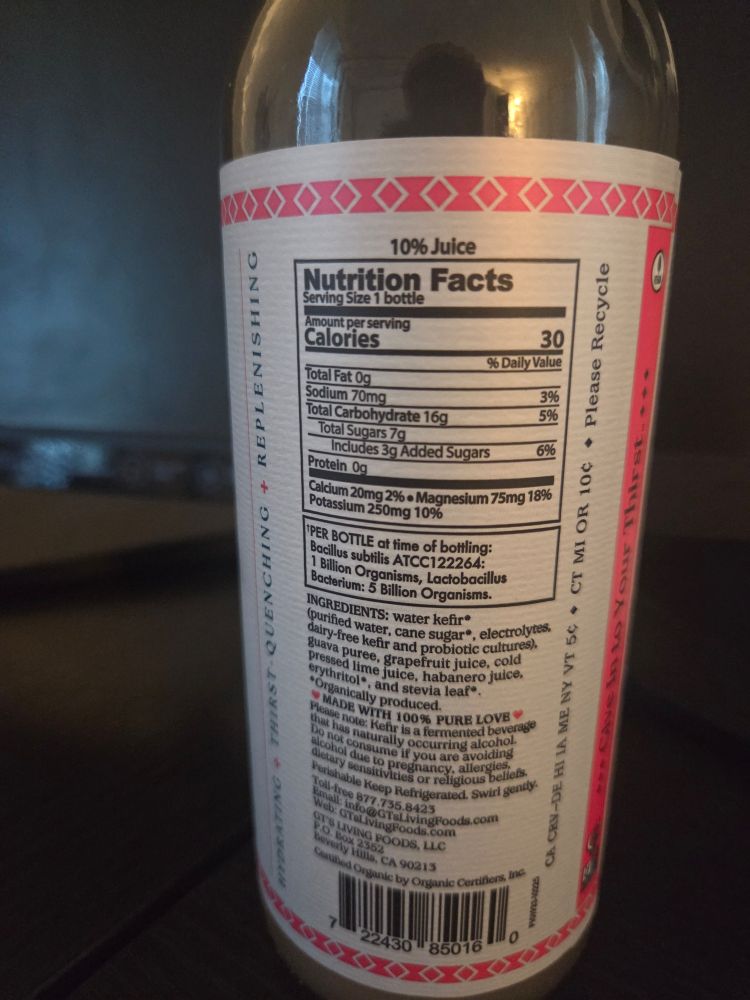 HYDRATING + THIRST-QUENCHING + REPLENISHING
10% Juice
Nutrition Facts
Serving Size 1 bottle
Amount per serving
Calories 30
% Daily Value
Total Fat 0g
Sodium 70mg 3%
Total Carbohydrate 16g 5%
Total Sugars 7g
Includes 3g Added Sugars 6%
Protein 0g
Calcium 20mg 2% • Magnesium 75mg 18%
Potassium 250mg 10%
†PER BOTTLE at time of bottling:
Bacillus subtilis ATCC122264:
1 Billion Organisms, Lactobacillus
Bacterium: 5 Billion Organisms.
INGREDIENTS: water kefir*
(purified water, cane sugar*, electrolytes,
dairy-free kefir and probiotic cultures),
guava puree, grapefruit juice, cold
pressed lime juice, habanero juice,
erythritol*, and stevia leaf*.
*Organically produced.
♥ MADE WITH 100% PURE LOVE ♥
Please note: Kefir is a fermented beverage
that has naturally occurring alcohol.
Do not consume if you are avoiding
alcohol due to pregnancy, allergies,
dietary sensitivities or religious beliefs.
Perishable Keep Refrigerated. Swirl gently.
Toll-free 877.735.8423
Email: info@GTsLivingFoods.com
Web: GTsLivingFoods.com
GT'S LIVING FOODS, LLC
P.O. Box 2352
Beverly Hills, CA 90213
Certified Organic by Organic Certifiers, Inc.
7 22430 85016 0
CA CRV~DE HI IA ME NY VT 5¢ ♦ CT MI OR 10¢ ♦ Please Recycle
Give In to Your Thirst